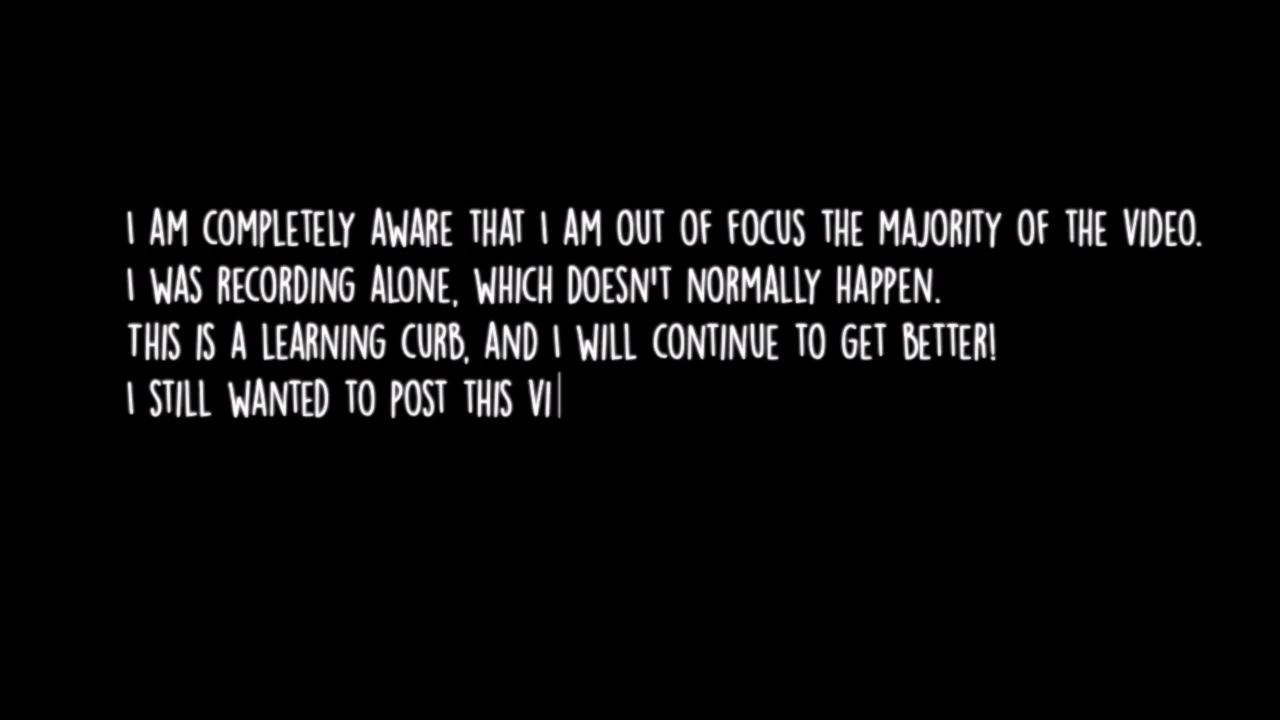 I AM COMPLETELY AWARE THAT I AM OUT OF FOCUS THE MAJORITY OF THE VIDEO.
I WAS RECORDING ALONE, WHICH DOESN'T NORMALLY HAPPEN.
THIS IS A LEARNING CURB, AND I WILL CONTINUE TO GET BETTER!
I STILL WANTED TO POST THIS VI